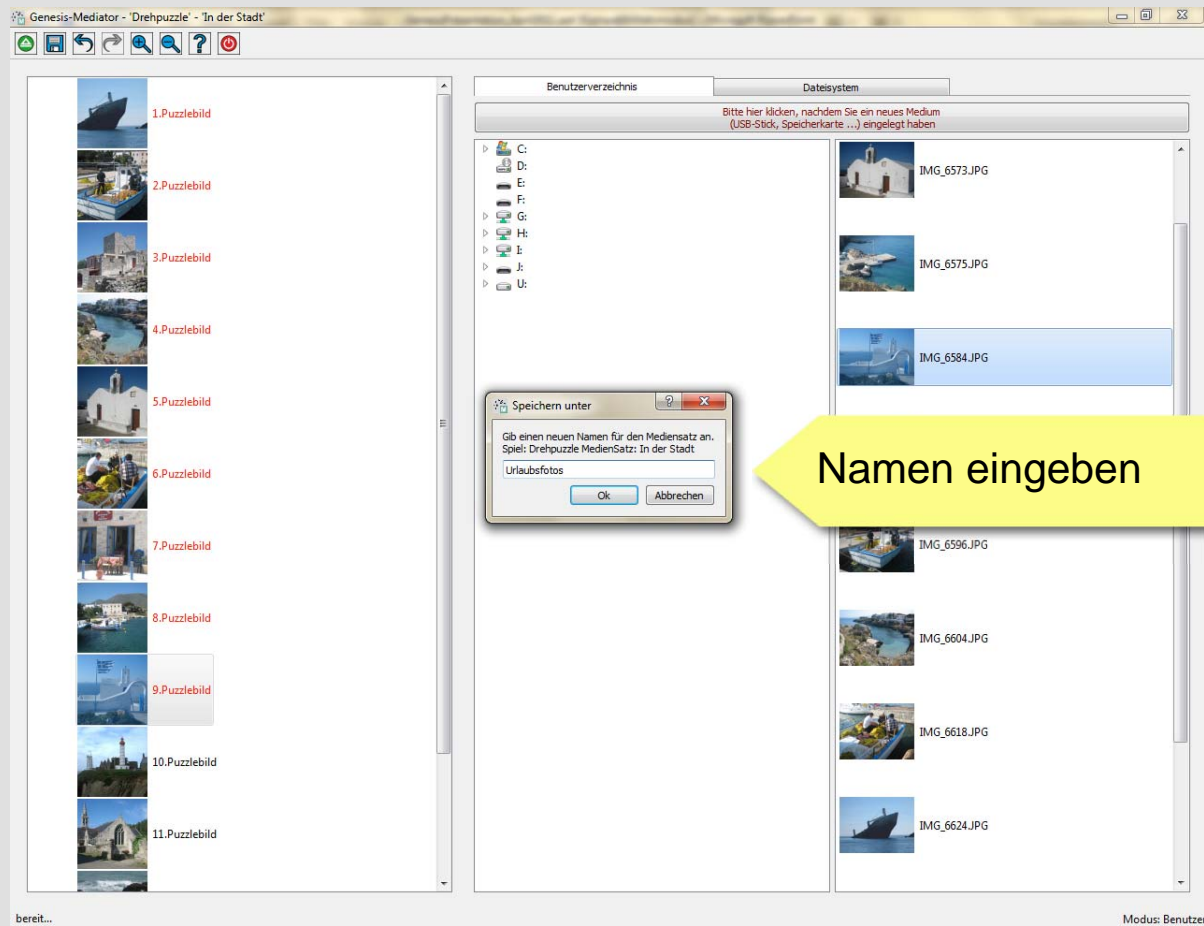 Genesis-Mediator - 'Drehpuzzle' - 'In der Stadt'
1.Puzzlebild
2.Puzzlebild
3.Puzzlebild
4.Puzzlebild
5.Puzzlebild
6.Puzzlebild
7.Puzzlebild
8.Puzzlebild
9.Puzzlebild
10.Puzzlebild
11.Puzzlebild
Benutzerverzeichnis
Dateisystem
Bitte hier klicken, nachdem Sie ein neues Medium
(USB-Stick, Speicherkarte ...) eingelegt haben
C:
D:
E:
F:
G:
H:
I:
J:
U:
IMG_6573.JPG
IMG_6575.JPG
IMG_6584.JPG
IMG_6596.JPG
IMG_6604.JPG
IMG_6618.JPG
IMG_6624.JPG
Speichern unter
Gib einen neuen Namen für den Mediensatz an.
Spiel: Drehpuzzle MedienSatz: In der Stadt
Urlaubsfotos
Ok
Abbrechen
Namen eingeben
bereit...
Modus: Benutzer